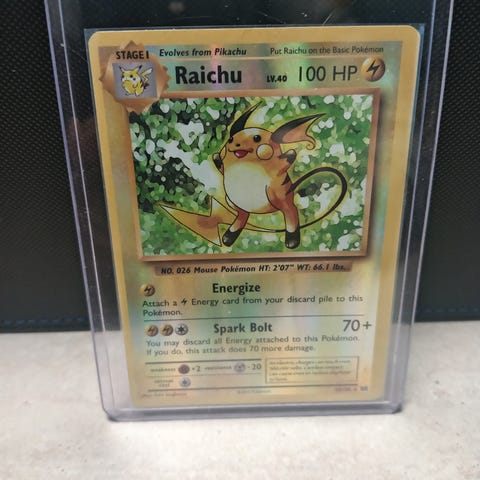 STAGE 1 Evolves from Pikachu Put Raichu on the Basic Pokémon
Raichu LV.40 100 HP
NO. 026 Mouse Pokémon HT: 2'07" WT: 66.1 lbs.
Energize
Attach a Energy card from your discard pile to this
Pokémon.
Spark Bolt 70+
You may discard all Energy attached to this Pokémon.
If you do, this attack does 70 more damage.
weakness ×2 resistance -20
retreat
cost